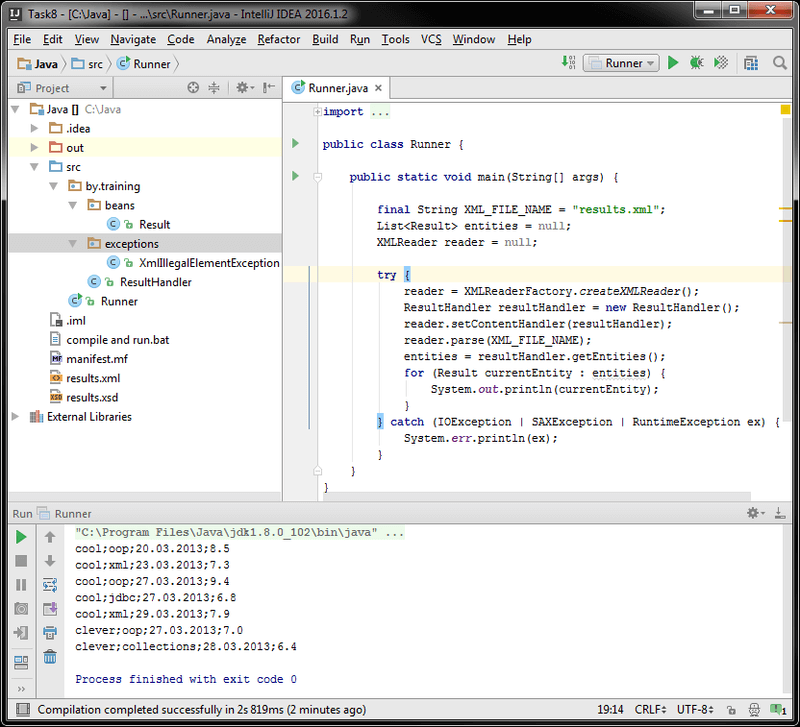 Task8 - [C:\Java] - [] - ...\src\Runner.java - IntelliJ IDEA 2016.1.2
File Edit View Navigate Code Analyze Refactor Build Run Tools VCS Window Help
Java src Runner Runner
Project Runner.java
Java [] C:\Java
.idea
out
src
by.training
beans
Result
exceptions
XmlIllegalElementException
ResultHandler
Runner
.iml
compile and run.bat
manifest.mf
results.xml
results.xsd
External Libraries
import ...
public class Runner {
public static void main(String[] args) {
final String XML_FILE_NAME = "results.xml";
List<Result> entities = null;
XMLReader reader = null;
try {
reader = XMLReaderFactory.createXMLReader();
ResultHandler resultHandler = new ResultHandler();
reader.setContentHandler(resultHandler);
reader.parse(XML_FILE_NAME);
entities = resultHandler.getEntities();
for (Result currentEntity : entities) {
System.out.println(currentEntity);
}
} catch (IOException | SAXException | RuntimeException ex) {
System.err.println(ex);
}
}
}
Run Runner
"C:\Program Files\Java\jdk1.8.0_102\bin\java" ...
cool;oop;20.03.2013;8.5
cool;xml;23.03.2013;7.3
cool;oop;27.03.2013;9.4
cool;jdbc;27.03.2013;6.8
cool;xml;29.03.2013;7.9
clever;oop;27.03.2013;7.0
clever;collections;28.03.2013;6.4
Process finished with exit code 0
Compilation completed successfully in 2s 819ms (2 minutes ago) 19:14 CRLF UTF-8 1